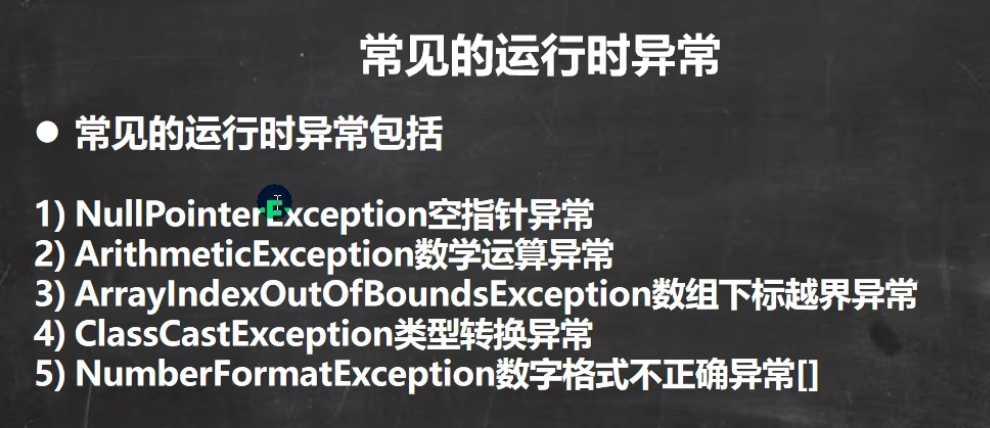 常见的运行时异常
● 常见的运行时异常包括
1) NullPointerException空指针异常
2) ArithmeticException数学运算异常
3) ArrayIndexOutOfBoundsException数组下标越界异常
4) ClassCastException类型转换异常
5) NumberFormatException数字格式不正确异常[]